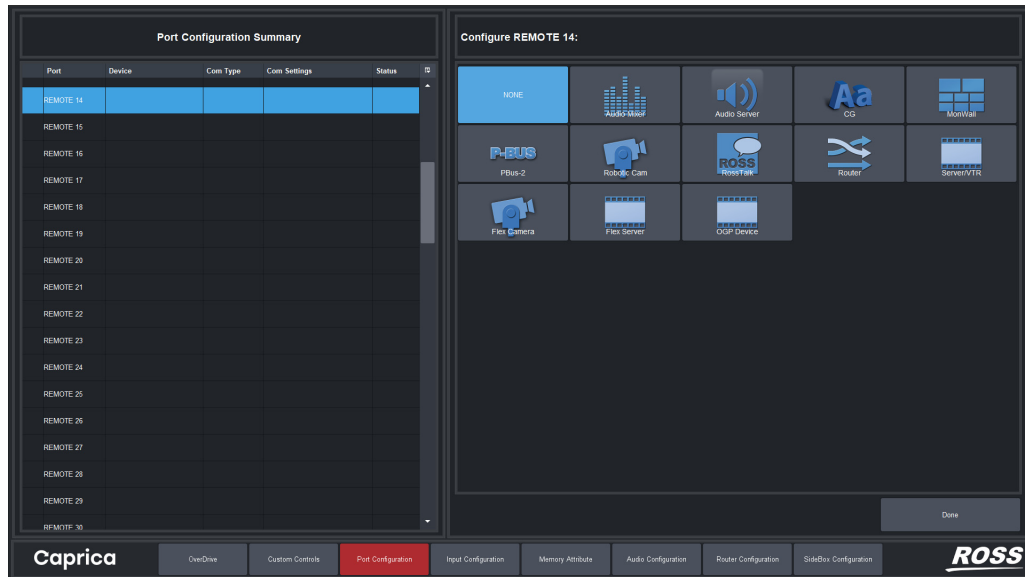 Port Configuration Summary
Configure REMOTE 14:
Port Device Com Type Com Settings Status
REMOTE 14
REMOTE 15
REMOTE 16
REMOTE 17
REMOTE 18
REMOTE 19
REMOTE 20
REMOTE 21
REMOTE 22
REMOTE 23
REMOTE 24
REMOTE 25
REMOTE 26
REMOTE 27
REMOTE 28
REMOTE 29
REMOTE 30
NONE
Audio Mixer
Audio Server
Aa
CG
MonWall
P-BUS
PBus-2
Robotic Cam
ROSS
RossTalk
Router
Server/VTR
Flex Camera
Flex Server
OGP Device
Done
Caprica OverDrive Custom Controls Port Configuration Input Configuration Memory Attribute Audio Configuration Router Configuration SideBox Configuration ROSS